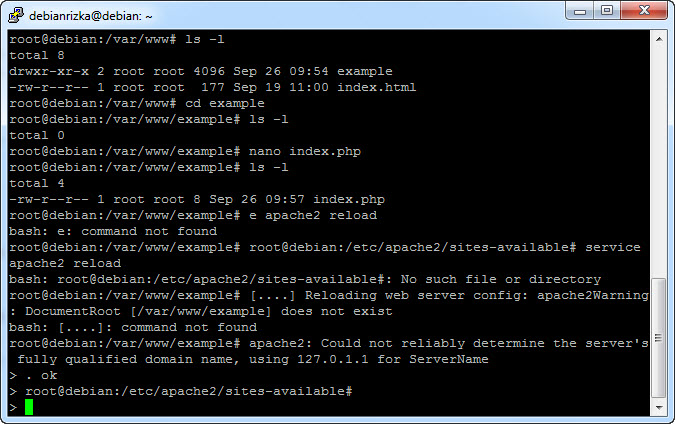 debianrizka@debian: ~
root@debian:/var/www# ls -l
total 8
drwxr-xr-x 2 root root 4096 Sep 26 09:54 example
-rw-r--r-- 1 root root  177 Sep 19 11:00 index.html
root@debian:/var/www# cd example
root@debian:/var/www/example# ls -l
total 0
root@debian:/var/www/example# nano index.php
root@debian:/var/www/example# ls -l
total 4
-rw-r--r-- 1 root root 8 Sep 26 09:57 index.php
root@debian:/var/www/example# e apache2 reload
bash: e: command not found
root@debian:/var/www/example# root@debian:/etc/apache2/sites-available# service
apache2 reload
bash: root@debian:/etc/apache2/sites-available#: No such file or directory
root@debian:/var/www/example# [....] Reloading web server config: apache2Warning
: DocumentRoot [/var/www/example] does not exist
bash: [....]: command not found
root@debian:/var/www/example# apache2: Could not reliably determine the server's
 fully qualified domain name, using 127.0.1.1 for ServerName
> . ok
> root@debian:/etc/apache2/sites-available#
>